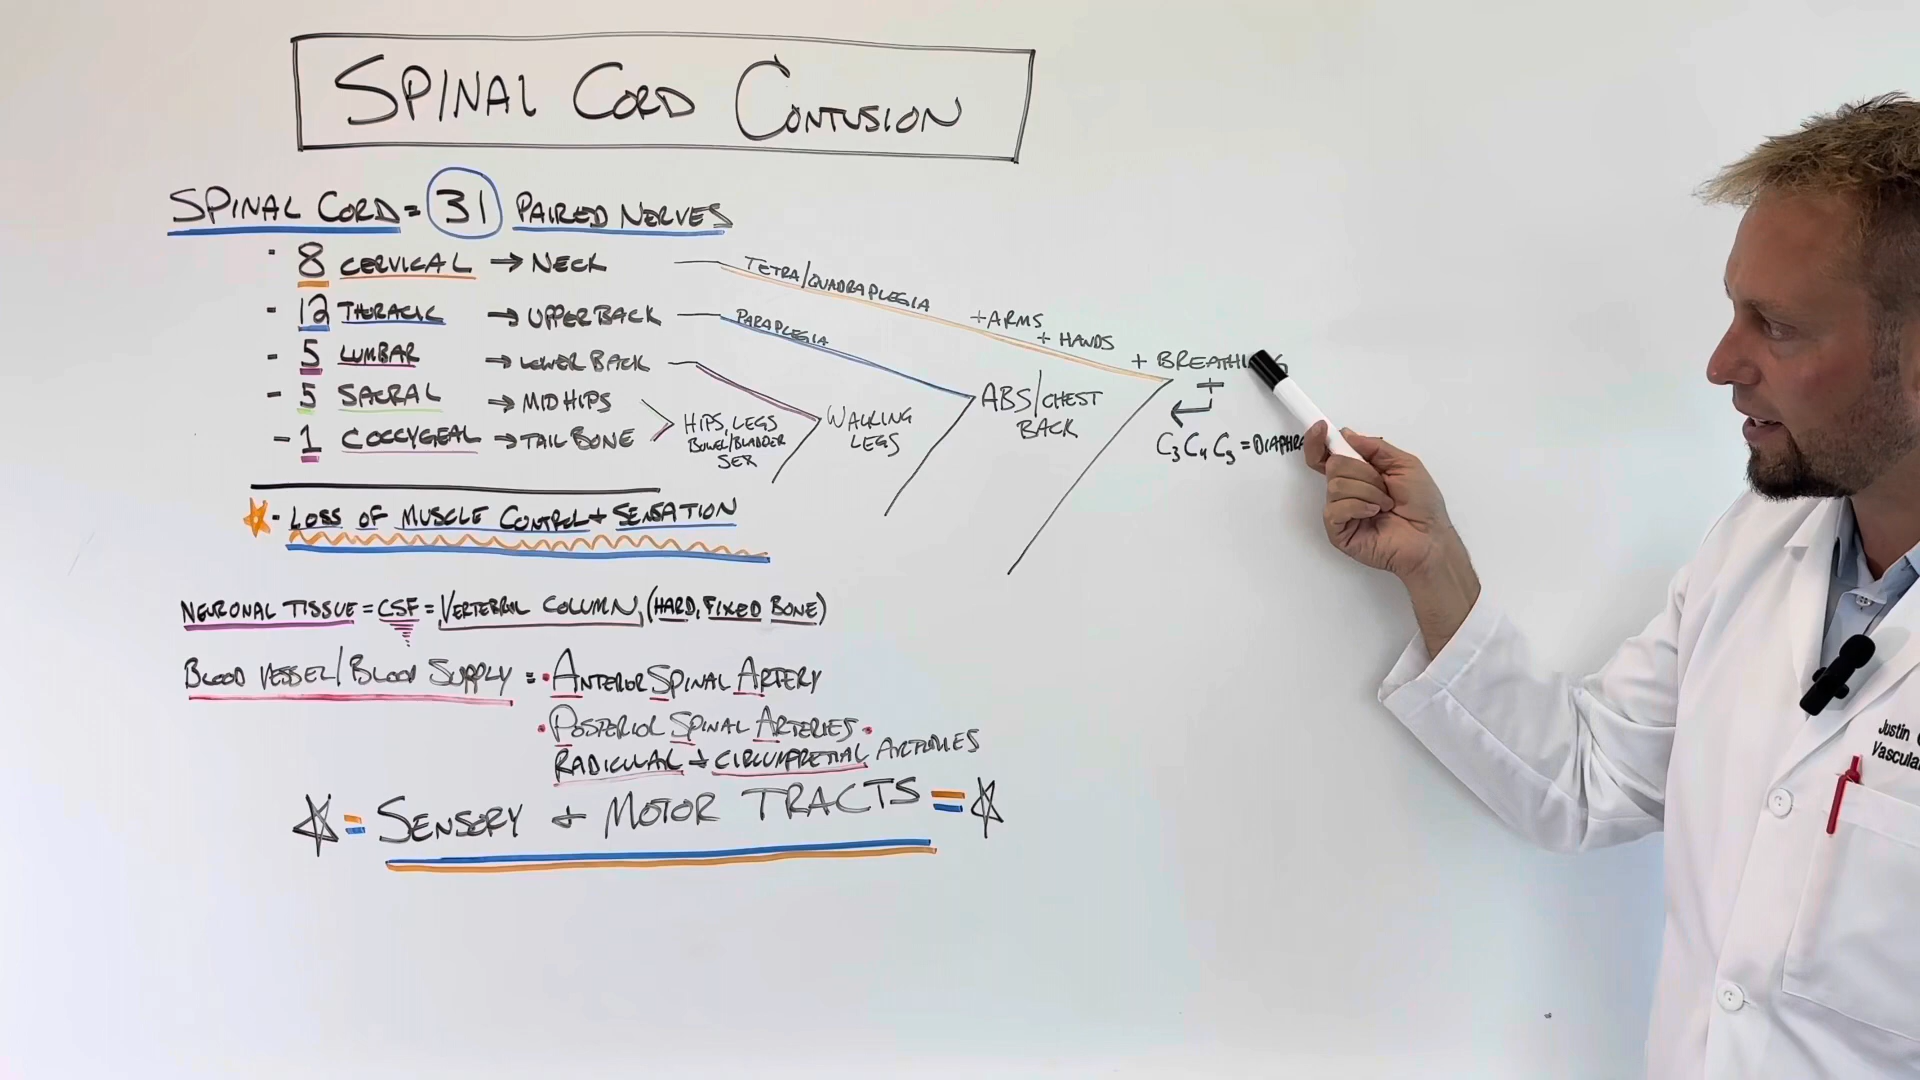 SPINAL CORD CONTUSION
SPINAL CORD = 31 PAIRED NERVES
· 8 CERVICAL → NECK
- 12 THORACIC → UPPER BACK
- 5 LUMBAR → LOWER BACK
- 5 SACRAL → MID HIPS
- 1 COCCYGEAL → TAIL BONE
HIPS, LEGS
BOWEL/BLADDER
SEX
WALKING
LEGS
PARAPLEGIA
ABS/CHEST
BACK
TETRA/QUADRAPLEGIA
+ARMS
+ HANDS
+ BREATHING
+
←
C3 C4 C5 = DIAPHRA
- LOSS OF MUSCLE CONTROL + SENSATION
NEURONAL TISSUE = CSF = VERTEBRAL COLUMN, (HARD, FIXED BONE)
BLOOD VESSEL/BLOOD SUPPLY = · ANTERIOR SPINAL ARTERY
· POSTERIOR SPINAL ARTERIES ·
RADICULAR + ARTERIES
= SENSORY + MOTOR TRACTS =
Justin
Vascula